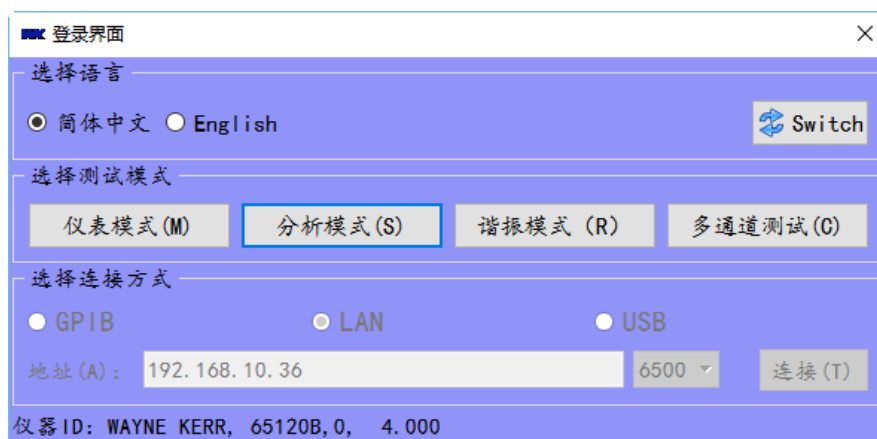 登录界面
选择语言
简体中文 English Switch
选择测试模式
仪表模式(M) 分析模式(S) 谐振模式 (R) 多通道测试(C)
选择连接方式
GPIB LAN USB
地址(A): 192.168.10.36 6500 连接(T)
仪器ID: WAYNE KERR, 65120B,0, 4.000